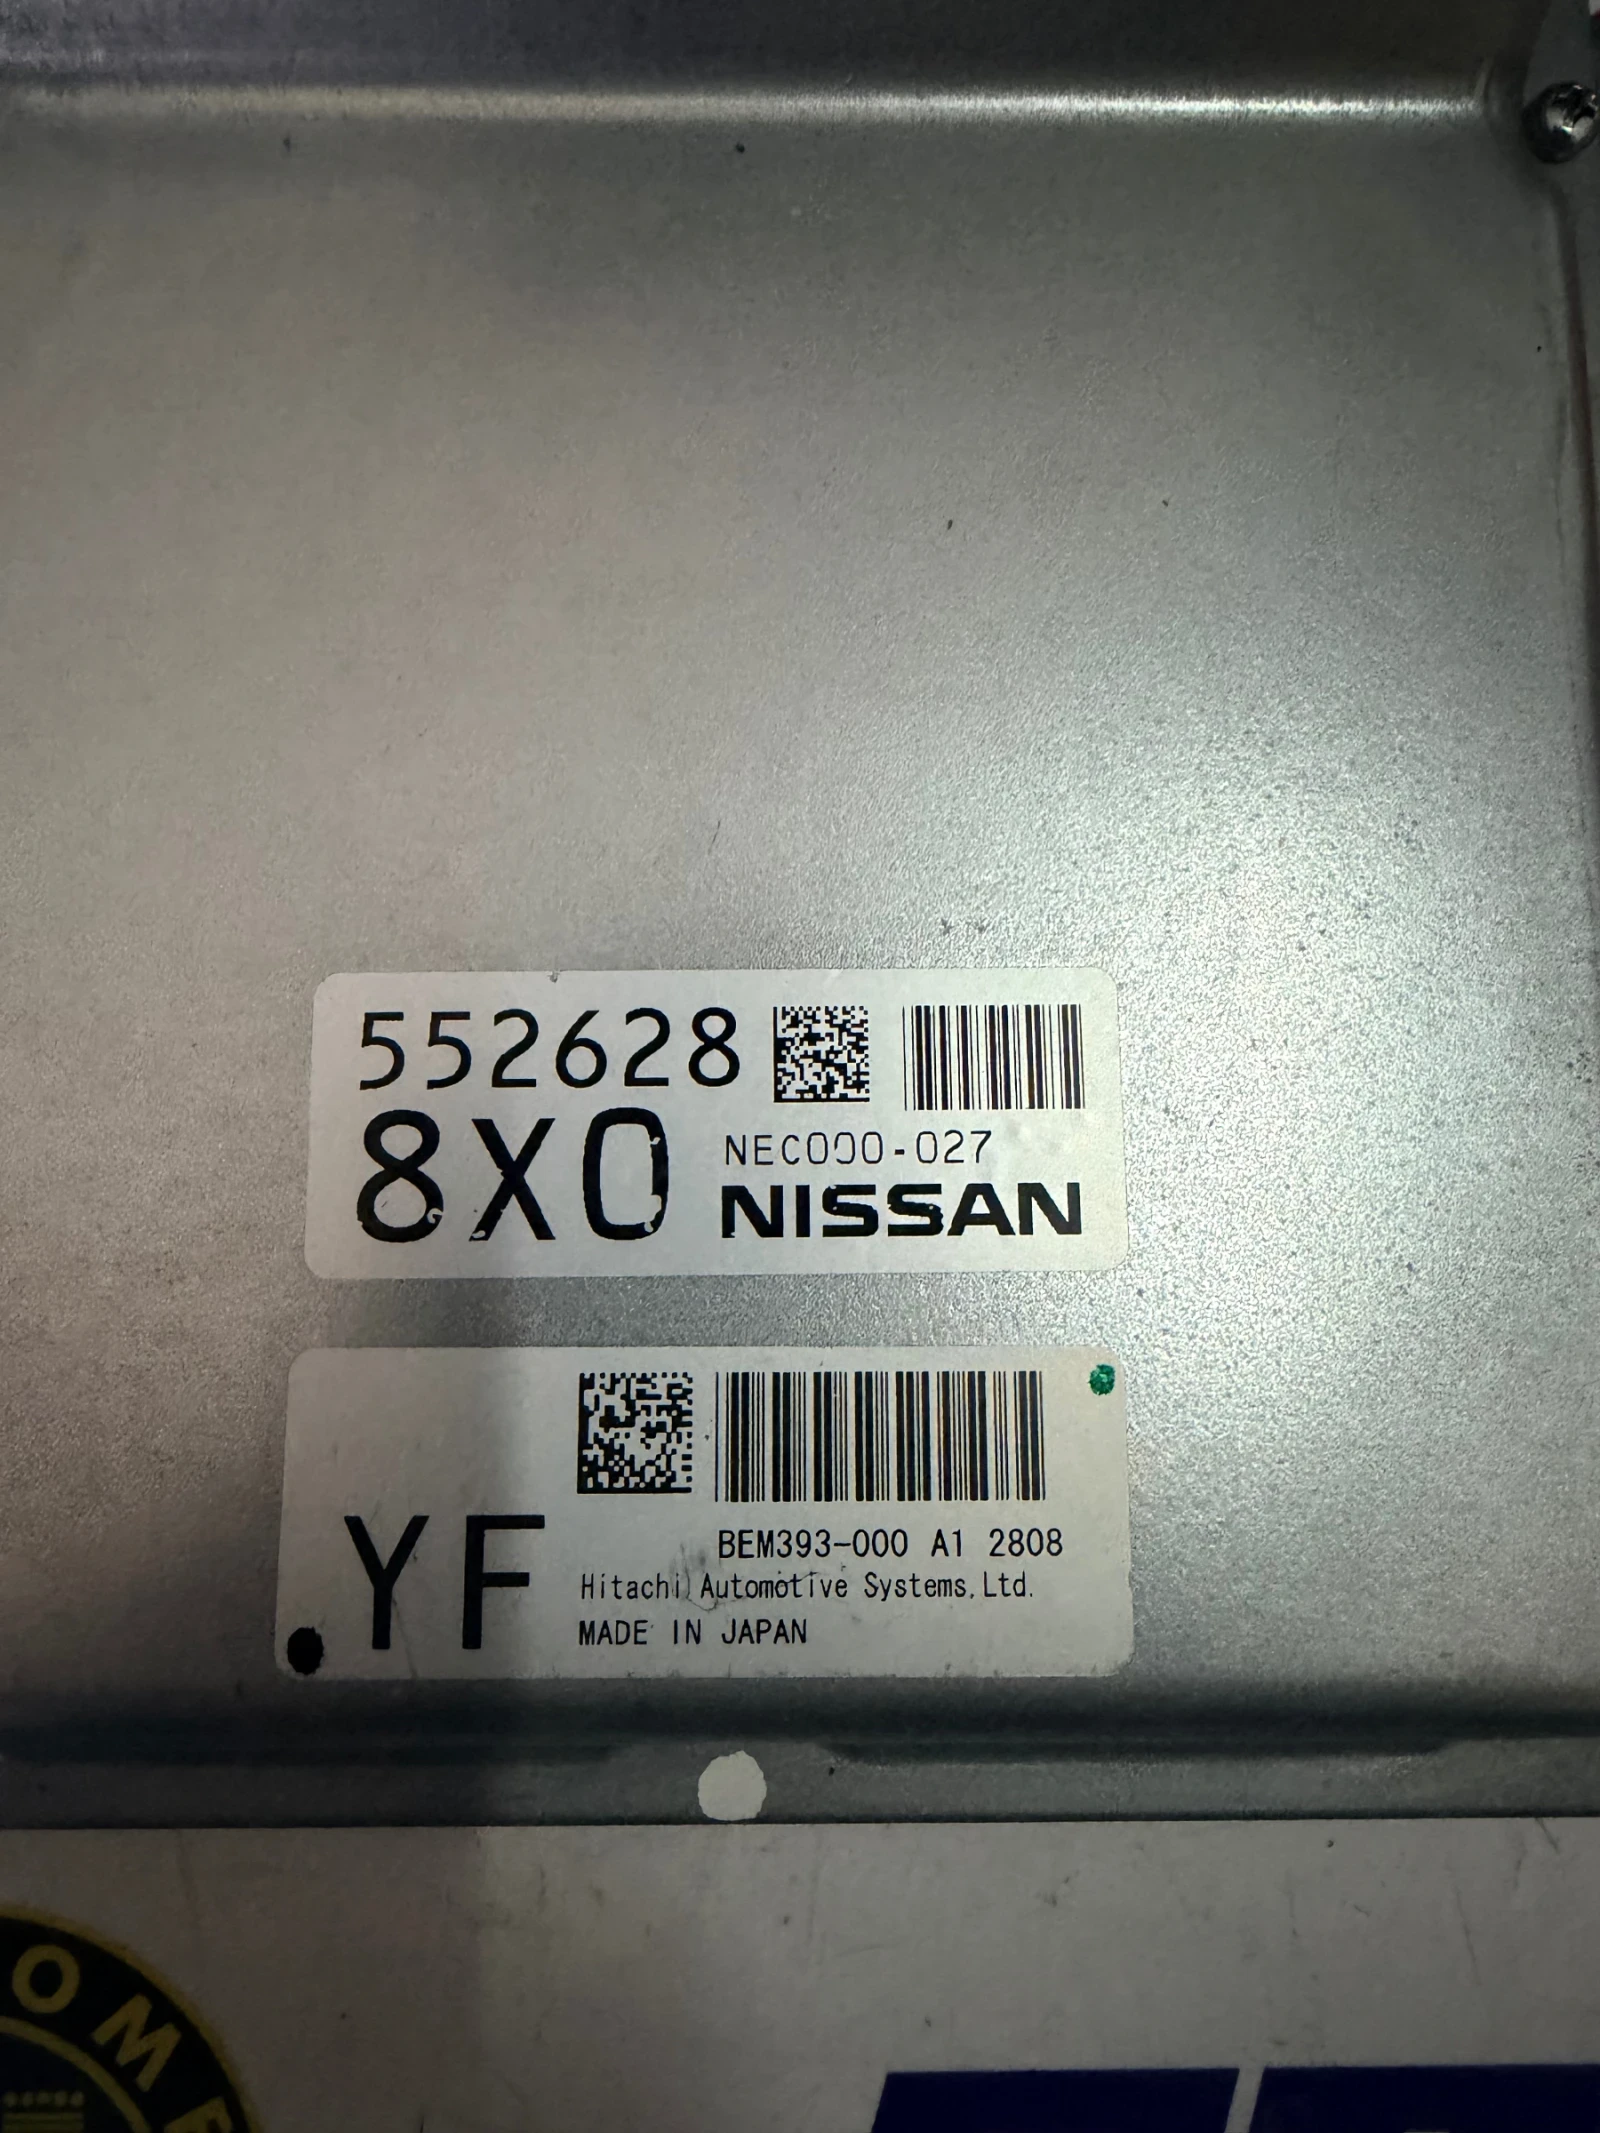 552628
8X0
NEC000-027
NISSAN
YF
BEM393-000 A1 2808
Hitachi Automotive Systems,Ltd.
MADE IN JAPAN